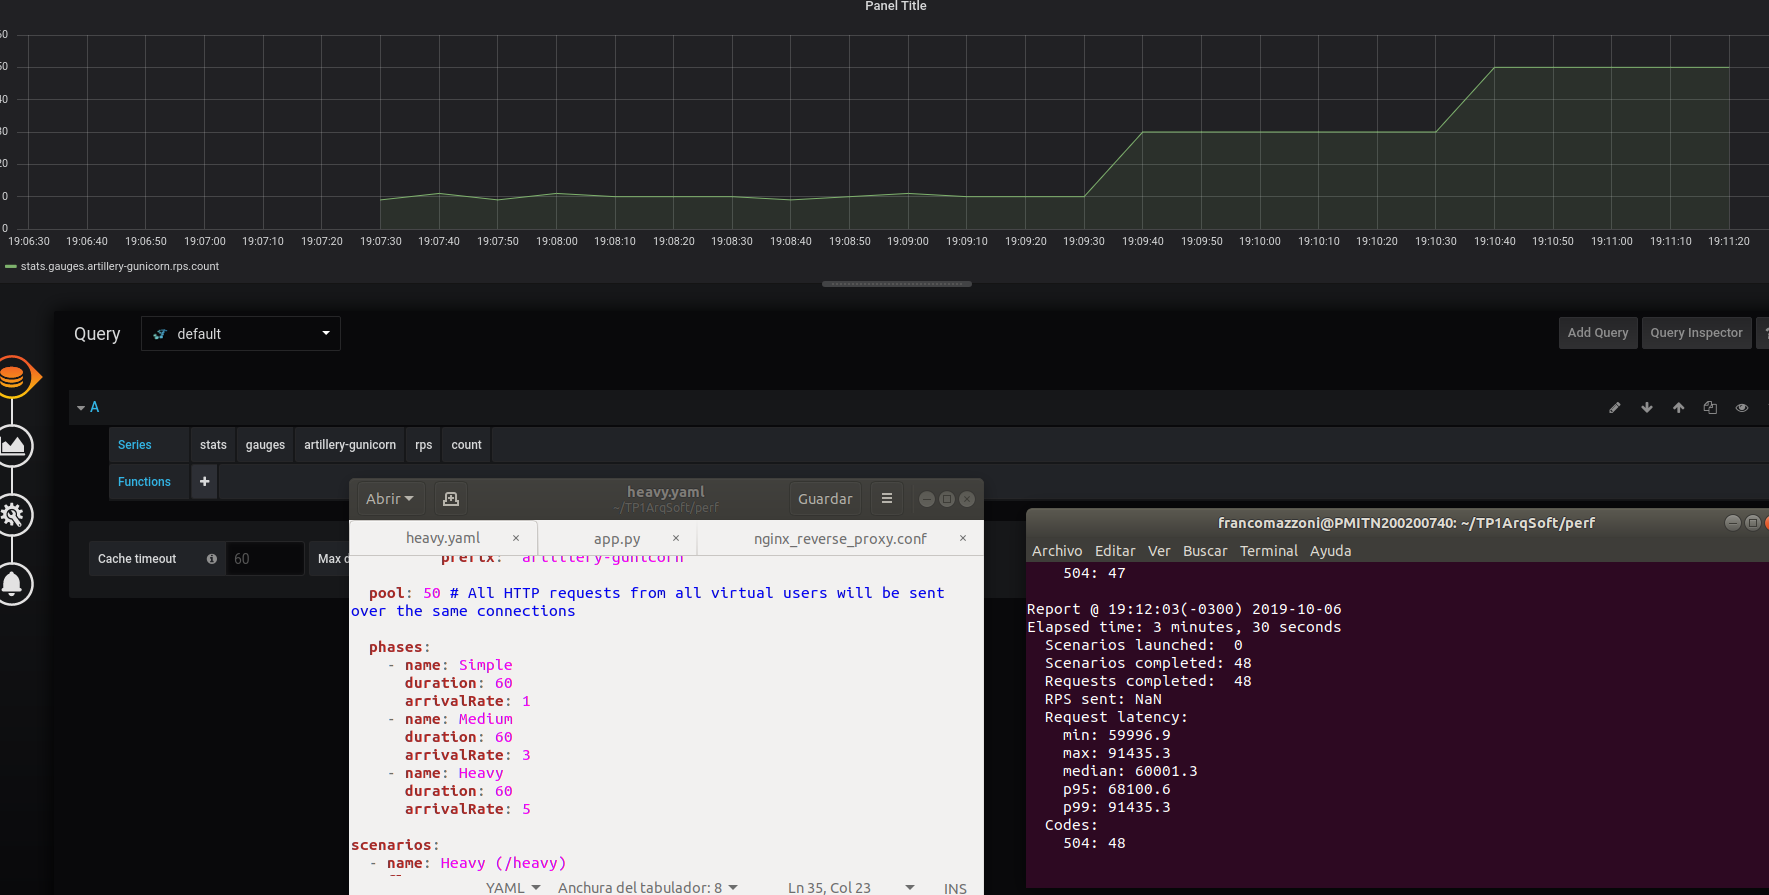 Panel Title
60
50
40
30
20
0
0
19:06:30 19:06:40 19:06:50 19:07:00 19:07:10 19:07:20 19:07:30 19:07:40 19:07:50 19:08:00 19:08:10 19:08:20 19:08:30 19:08:40 19:08:50 19:09:00 19:09:10 19:09:20 19:09:30 19:09:40 19:09:50 19:10:00 19:10:10 19:10:20 19:10:30 19:10:40 19:10:50 19:11:00 19:11:10 19:11:20
stats.gauges.artillery-gunicorn.rps.count
Query default Add Query Query Inspector ?
A
Series stats gauges artillery-gunicorn rps count
Functions +
Cache timeout 60 Max d
Abrir heavy.yaml Guardar
~/TP1ArqSoft/perf
heavy.yaml × app.py × nginx_reverse_proxy.conf ×
prefix: artillery-gunicorn
pool: 50 # All HTTP requests from all virtual users will be sent
over the same connections
phases:
- name: Simple
duration: 60
arrivalRate: 1
- name: Medium
duration: 60
arrivalRate: 3
- name: Heavy
duration: 60
arrivalRate: 5
scenarios:
- name: Heavy (/heavy)
YAML Anchura del tabulador: 8 Ln 35, Col 23 INS
francomazzoni@PMITN200200740: ~/TP1ArqSoft/perf
Archivo Editar Ver Buscar Terminal Ayuda
504: 47
Report @ 19:12:03(-0300) 2019-10-06
Elapsed time: 3 minutes, 30 seconds
Scenarios launched: 0
Scenarios completed: 48
Requests completed: 48
RPS sent: NaN
Request latency:
min: 59996.9
max: 91435.3
median: 60001.3
p95: 68100.6
p99: 91435.3
Codes:
504: 48